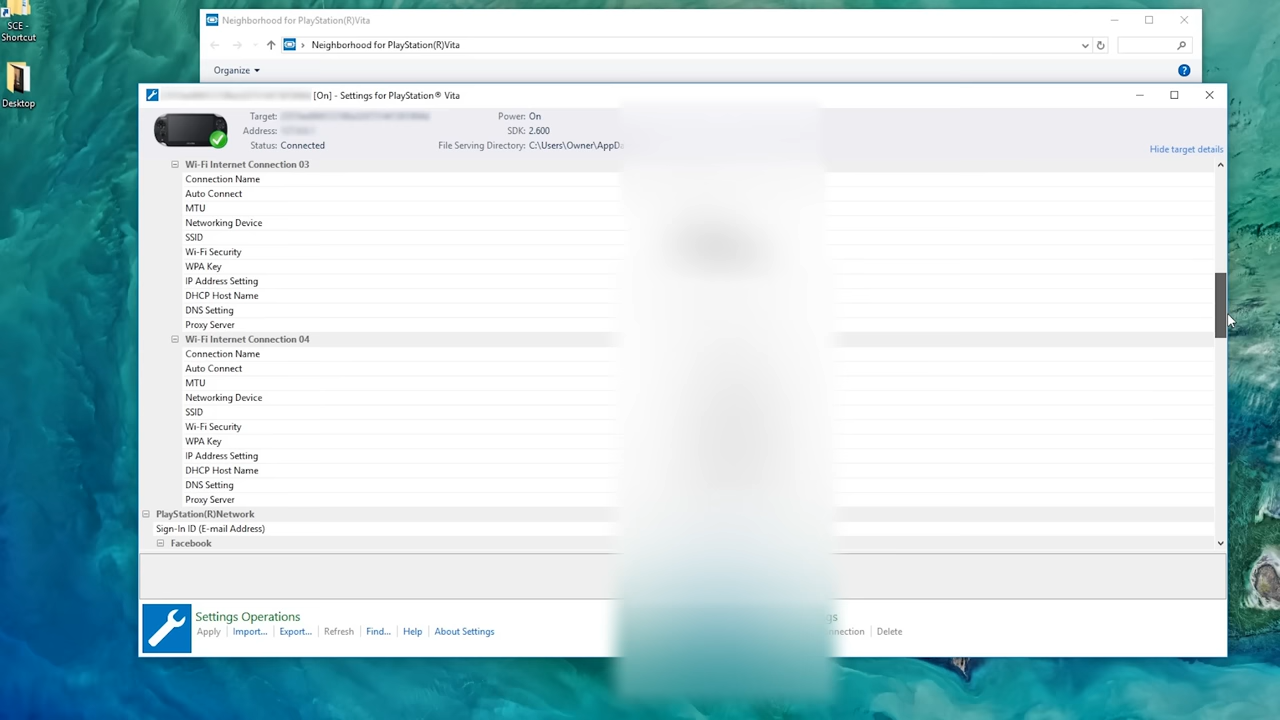 SCE -
Shortcut
Desktop
Neighborhood for PlayStation(R)Vita
Neighborhood for PlayStation(R)Vita
Organize
[On] - Settings for PlayStation® Vita
Target:
Power: On
Address:
SDK: 2.600
Status: Connected
File Serving Directory: C:\Users\Owner\AppDa
Hide target details
Wi-Fi Internet Connection 03
Connection Name
Auto Connect
MTU
Networking Device
SSID
Wi-Fi Security
WPA Key
IP Address Setting
DHCP Host Name
DNS Setting
Proxy Server
Wi-Fi Internet Connection 04
Connection Name
Auto Connect
MTU
Networking Device
SSID
Wi-Fi Security
WPA Key
IP Address Setting
DHCP Host Name
DNS Setting
Proxy Server
PlayStation(R)Network
Sign-In ID (E-mail Address)
Facebook
Settings Operations
Apply Import... Export... Refresh Find... Help About Settings
Delete